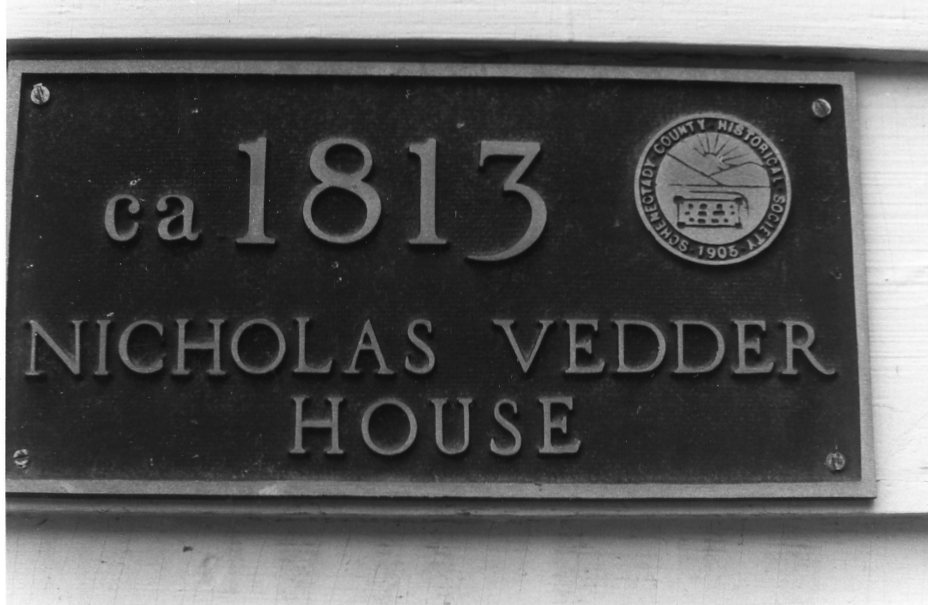 ca 1813
SCHENECTADY COUNTY HISTORICAL SOCIETY
1905
NICHOLAS VEDDER
HOUSE